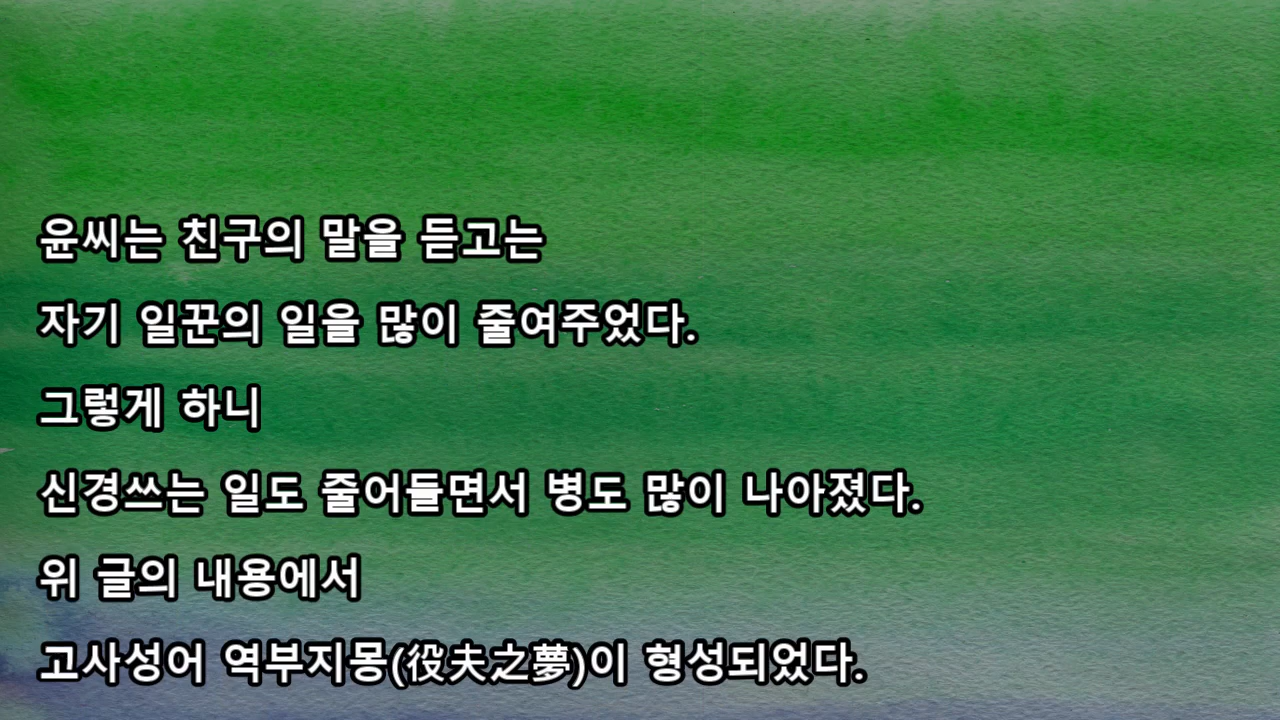 윤씨는 친구의 말을 듣고는
자기 일꾼의 일을 많이 줄여주었다.
그렇게 하니
신경쓰는 일도 줄어들면서 병도 많이 나아졌다.
위 글의 내용에서
고사성어 역부지몽(役夫之夢)이 형성되었다.